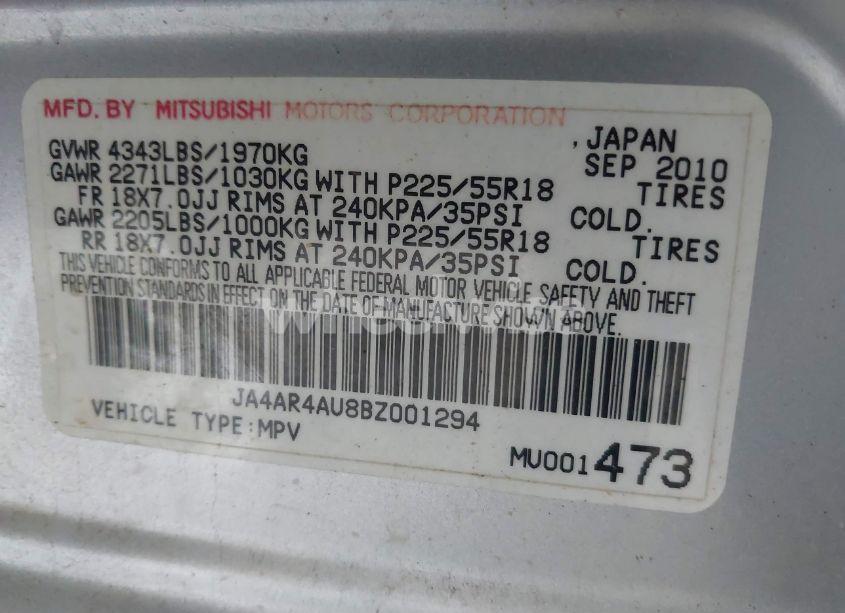 MFD. BY MITSUBISHI MOTORS CORPORATION
, JAPAN
GVWR 4343LBS/1970KG SEP 2010
GAWR 2271LBS/1030KG WITH P225/55R18 TIRES
FR 18X7.0JJ RIMS AT 240KPA/35PSI COLD.
GAWR 2205LBS/1000KG WITH P225/55R18 TIRES
RR 18X7.0JJ RIMS AT 240KPA/35PSI COLD.
THIS VEHICLE CONFORMS TO ALL APPLICABLE FEDERAL MOTOR VEHICLE SAFETY AND THEFT
PREVENTION STANDARDS IN EFFECT ON THE DATE OF MANUFACTURE SHOWN ABOVE.
JA4AR4AU8BZ001294
VEHICLE TYPE:MPV
MU001473